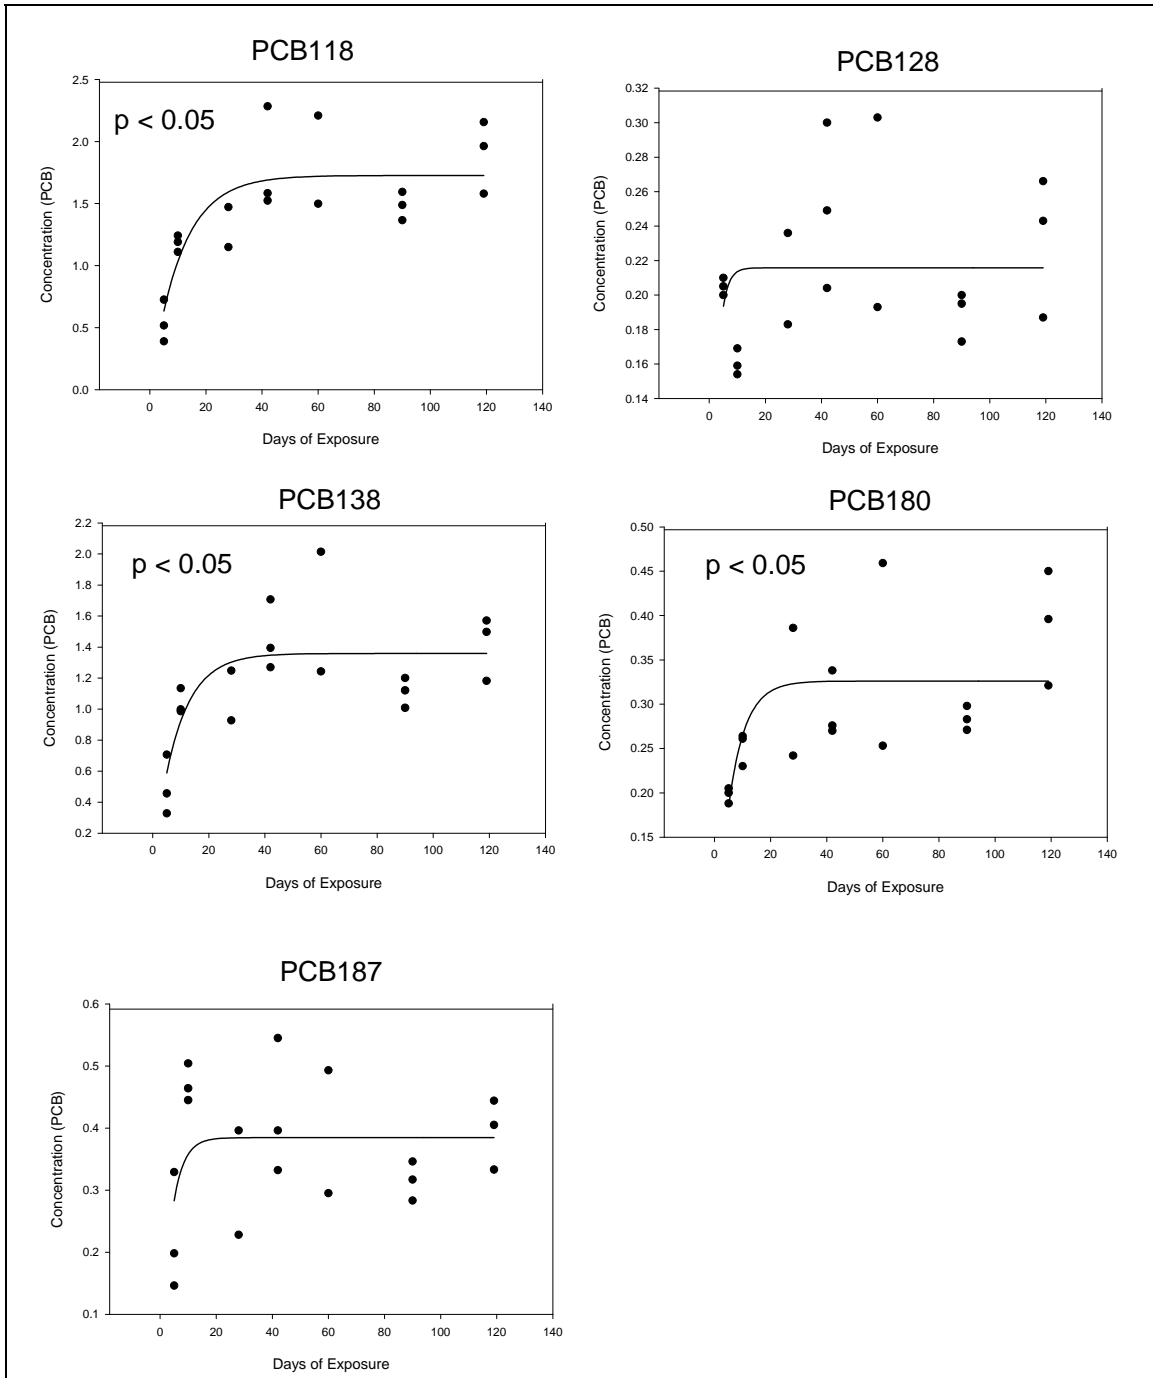 PCB118
p < 0.05
Concentration (PCB)
2.5
2.0
1.5
1.0
0.5
0.0
0 20 40 60 80 100 120 140
Days of Exposure
PCB128
Concentration (PCB)
0.32
0.30
0.28
0.26
0.24
0.22
0.20
0.18
0.16
0.14
0 20 40 60 80 100 120 140
Days of Exposure
PCB138
p < 0.05
Concentration (PCB)
2.2
2.0
1.8
1.6
1.4
1.2
1.0
0.8
0.6
0.4
0.2
0 20 40 60 80 100 120 140
Days of Exposure
PCB180
p < 0.05
Concentration (PCB)
0.50
0.45
0.40
0.35
0.30
0.25
0.20
0.15
0 20 40 60 80 100 120 140
Days of Exposure
PCB187
Concentration (PCB)
0.6
0.5
0.4
0.3
0.2
0.1
0 20 40 60 80 100 120 140
Days of Exposure